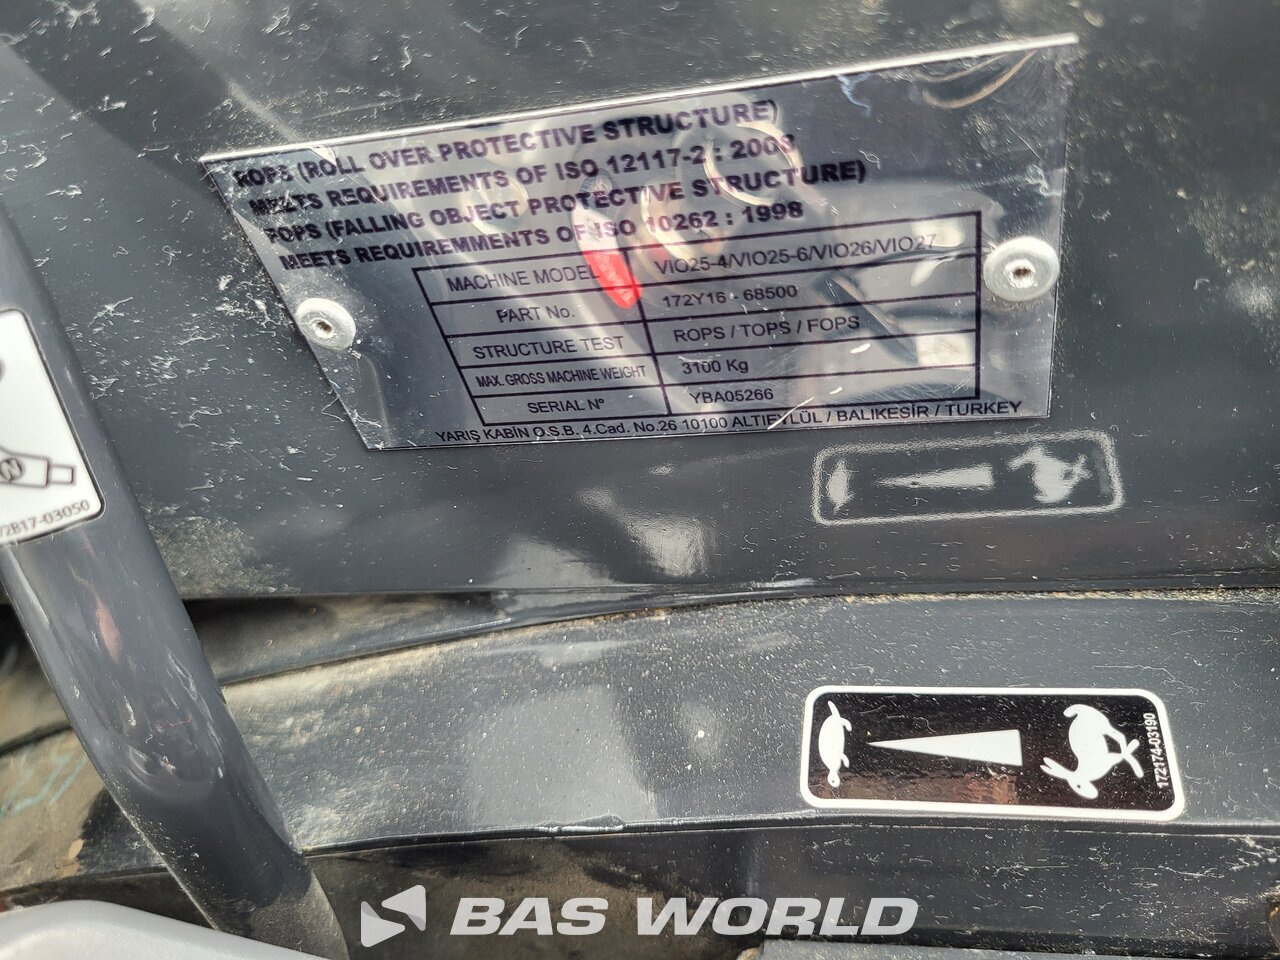 ROPS (ROLL OVER PROTECTIVE STRUCTURE)
MEETS REQUIREMENTS OF ISO 12117-2 : 2008
FOPS (FALLING OBJECT PROTECTIVE STRUCTURE)
MEETS REQUIREMMENTS OF ISO 10262 : 1998
MACHINE MODEL VIO25-4/VIO25-6/VIO26/VIO27
PART No. 172Y16 - 68500
STRUCTURE TEST ROPS / TOPS / FOPS
MAX. GROSS MACHINE WEIGHT 3100 Kg
SERIAL Nº YBA05266
YARIŞ KABİN O.S.B. 4.Cad. No.26 10100 ALTIEYLÜL / BALIKESİR / TURKEY
N
172174-03190
BAS WORLD